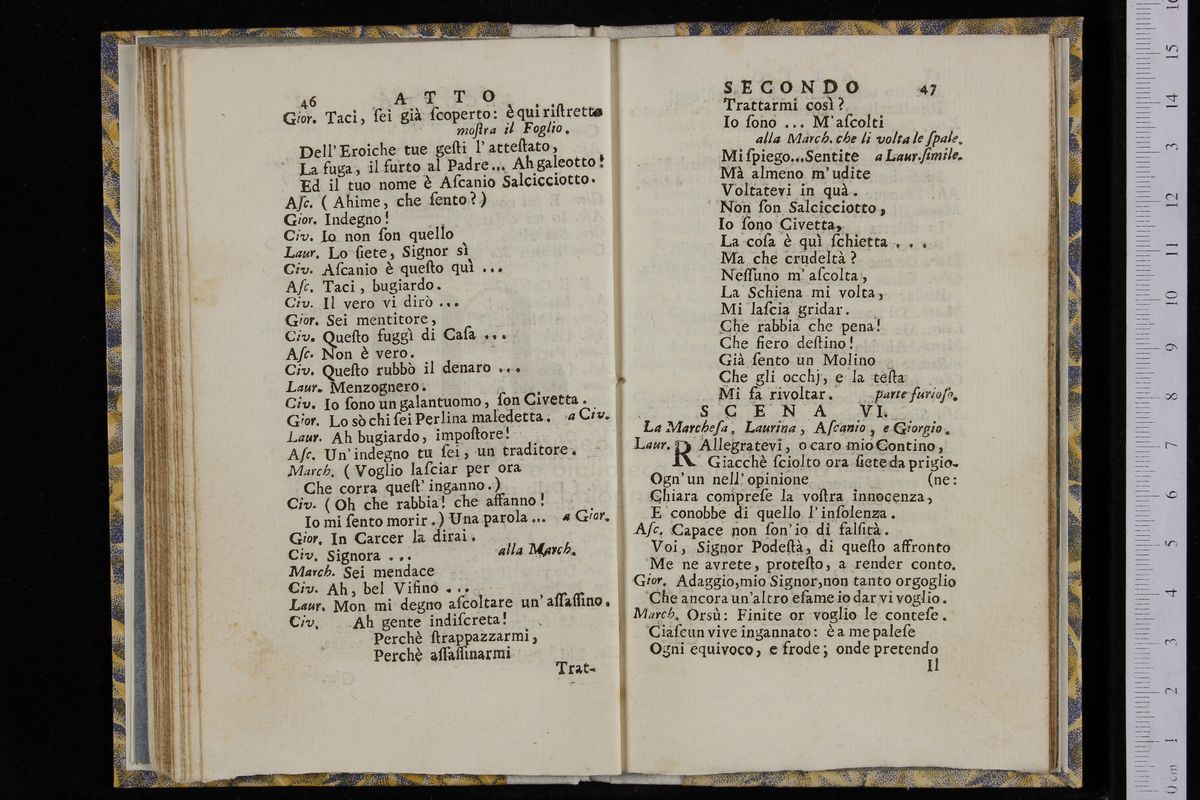 46 A T T O
Gior. Taci, ſei già ſcoperto: è qui riſtretto
moſtra il Foglio.
Dell'Eroiche tue geſti l'atteſtato,
La fuga, il furto al Padre... Ah galeotto!
Ed il tuo nome è Aſcanio Salcicciotto.
Aſc. (Ahime, che ſento?)
Gior. Indegno!
Civ. Io non ſon quello
Laur. Lo ſiete, Signor sì
Civ. Aſcanio è queſto quì ...
Aſc. Taci, bugiardo.
Civ. Il vero vi dirò ...
Gior. Sei mentitore,
Civ. Queſto fuggì di Caſa ...
Aſc. Non è vero.
Civ. Queſto rubbò il denaro ...
Laur. Menzognero.
Civ. Io ſono un galantuomo, ſon Civetta.
Gior. Lo sò chi ſei Perlina maledetta. a Civ.
Laur. Ah bugiardo, impoſtore!
Aſc. Un'indegno tu ſei, un traditore.
March. (Voglio laſciar per ora
Che corra queſt'inganno.)
Civ. (Oh che rabbia! che affanno!
Io mi ſento morir.) Una parola... a Gior.
Gior. In Carcer la dirai.
Civ. Signora ... alla March.
March. Sei mendace
Civ. Ah, bel Viſino ...
Laur. Mon mi degno aſcoltare un'aſſaſſino.
Civ. Ah gente indiſcreta!
Perchè ſtrappazzarmi,
Perchè aſſaſſinarmi
Trat-
SECONDO 47
Trattarmi così?
Io ſono ... M'aſcolti
alla March. che li volta le ſpale.
Mi ſpiego...Sentite a Laur.ſimile.
Mà almeno m'udite
Voltatevi in quà.
Non ſon Salcicciotto,
Io ſono Civetta,
La coſa è quì ſchietta ...
Ma che crudeltà?
Neſſuno m'aſcolta,
La Schiena mi volta,
Mi laſcia gridar.
Che rabbia che pena!
Che fiero deſtino!
Già ſento un Molino
Che gli occhj, e la teſta
Mi fa rivoltar. parte furioſo.
S C E N A VI.
La Marcheſa, Laurina, Aſcanio, e Giorgio.
Laur. RAllegratevi, o caro mio Contino,
Giacchè ſciolto ora ſiete da prigio-
Ogn'un nell'opinione (ne:
Chiara compreſe la voſtra innocenza,
E conobbe di quello l'inſolenza.
Aſc. Capace non ſon'io di falſità.
Voi, Signor Podeſtà, di queſto affronto
Me ne avrete, proteſto, a render conto.
Gior. Adaggio,mio Signor,non tanto orgoglio
Che ancora un'altro eſame io dar vi voglio.
March. Orsù: Finite or voglio le conteſe.
Ciaſcun vive ingannato: è a me paleſe
Ogni equivoco, e frode; onde pretendo
Il